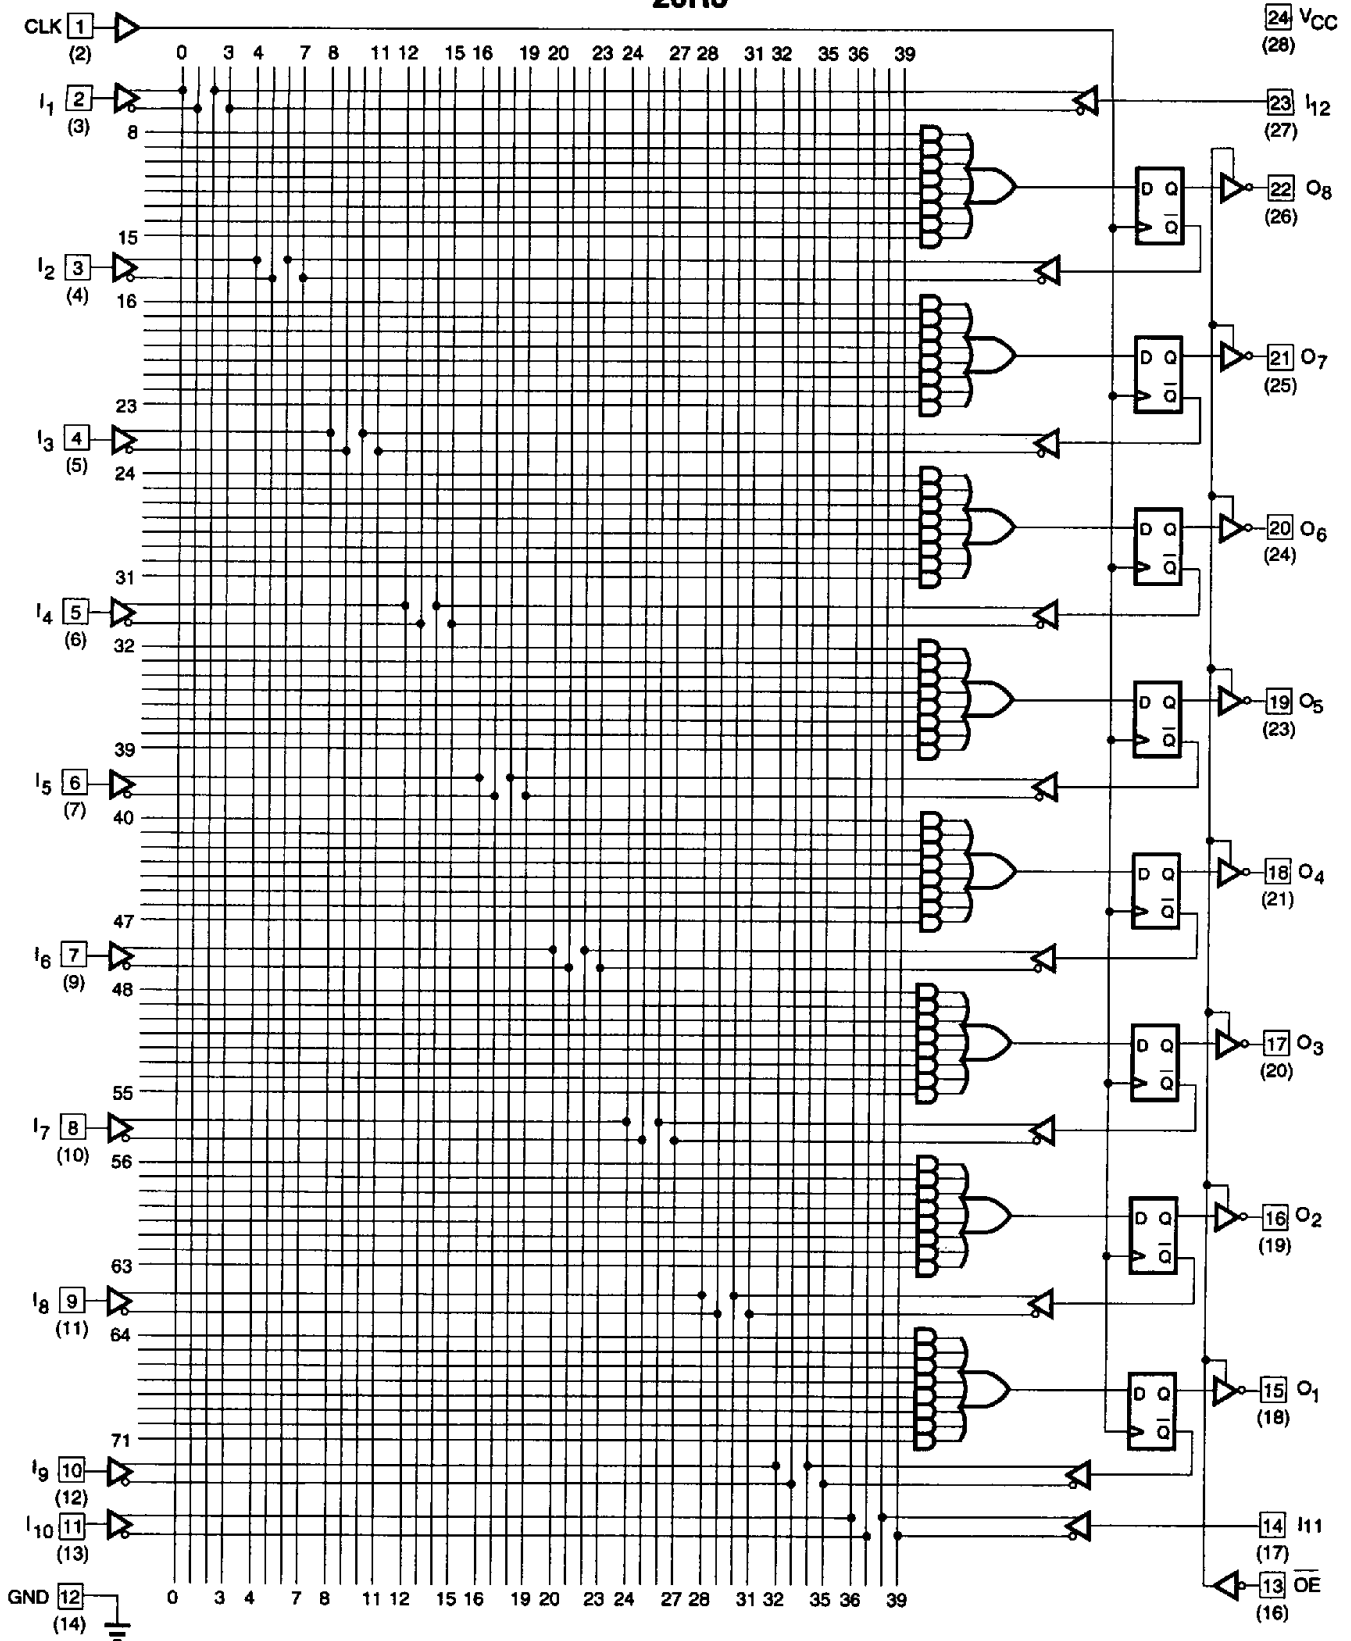 CLK 1 (2)
24 VCC (28)
0 3 4 7 8 11 12 15 16 19 20 23 24 27 28 31 32 35 36 39
I1 2 (3)
23 I12 (27)
8
D Q
Q
22 O8 (26)
15
I2 3 (4)
16
D Q
Q
21 O7 (25)
23
I3 4 (5)
24
D Q
Q
20 O6 (24)
31
I4 5 (6)
32
D Q
Q
19 O5 (23)
39
I5 6 (7)
40
D Q
Q
18 O4 (21)
47
I6 7 (9)
48
D Q
Q
17 O3 (20)
55
I7 8 (10)
56
D Q
Q
16 O2 (19)
63
I8 9 (11)
64
D Q
Q
15 O1 (18)
71
I9 10 (12)
I10 11 (13)
14 I11 (17)
13 OE (16)
GND 12 (14)
0 3 4 7 8 11 12 15 16 19 20 23 24 27 28 31 32 35 36 39